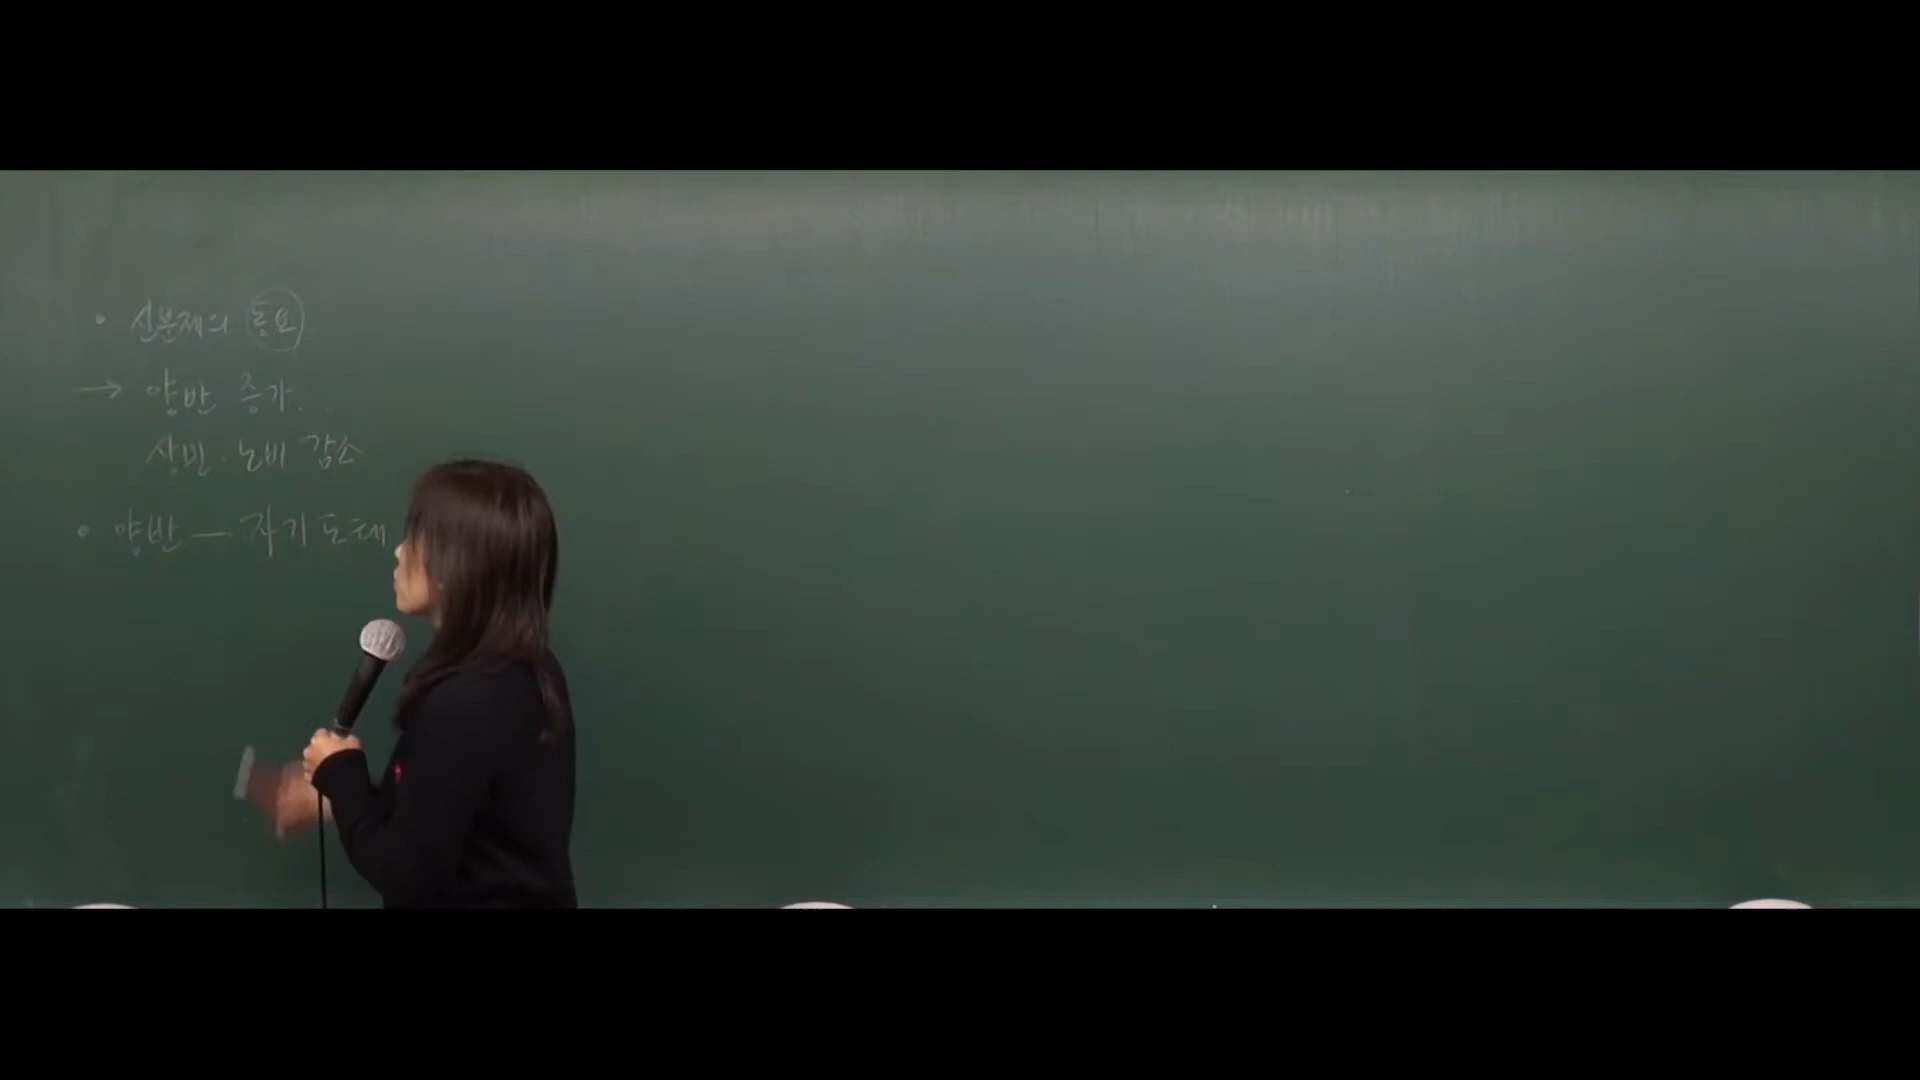 • 신분제의 동요
→ 양반 증가.
상민 · 노비 감소
• 양반 — 자기 도태